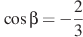 cos β = −2/3